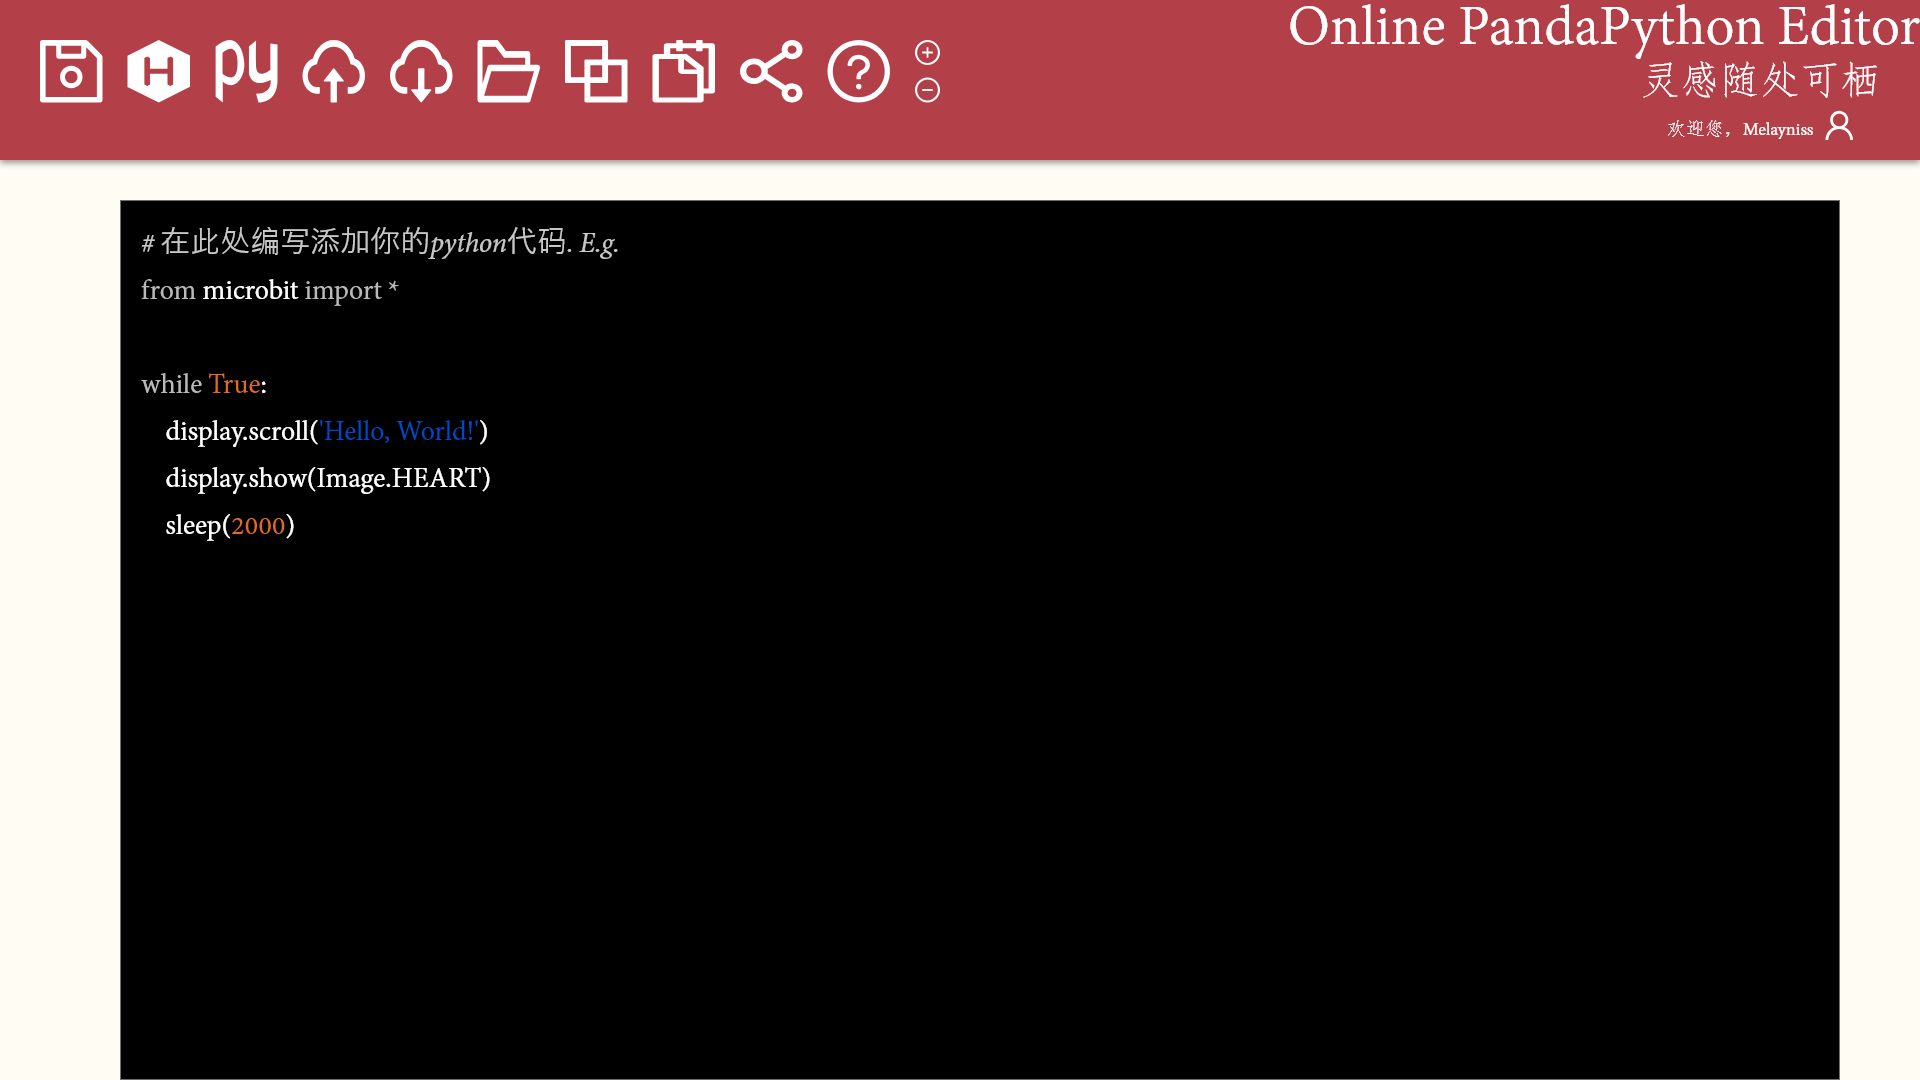 py
Online PandaPython Editor
灵感随处可栖
欢迎您，Melayniss
# 在此处编写添加你的python代码. E.g.
from microbit import *
while True:
    display.scroll('Hello, World!')
    display.show(Image.HEART)
    sleep(2000)